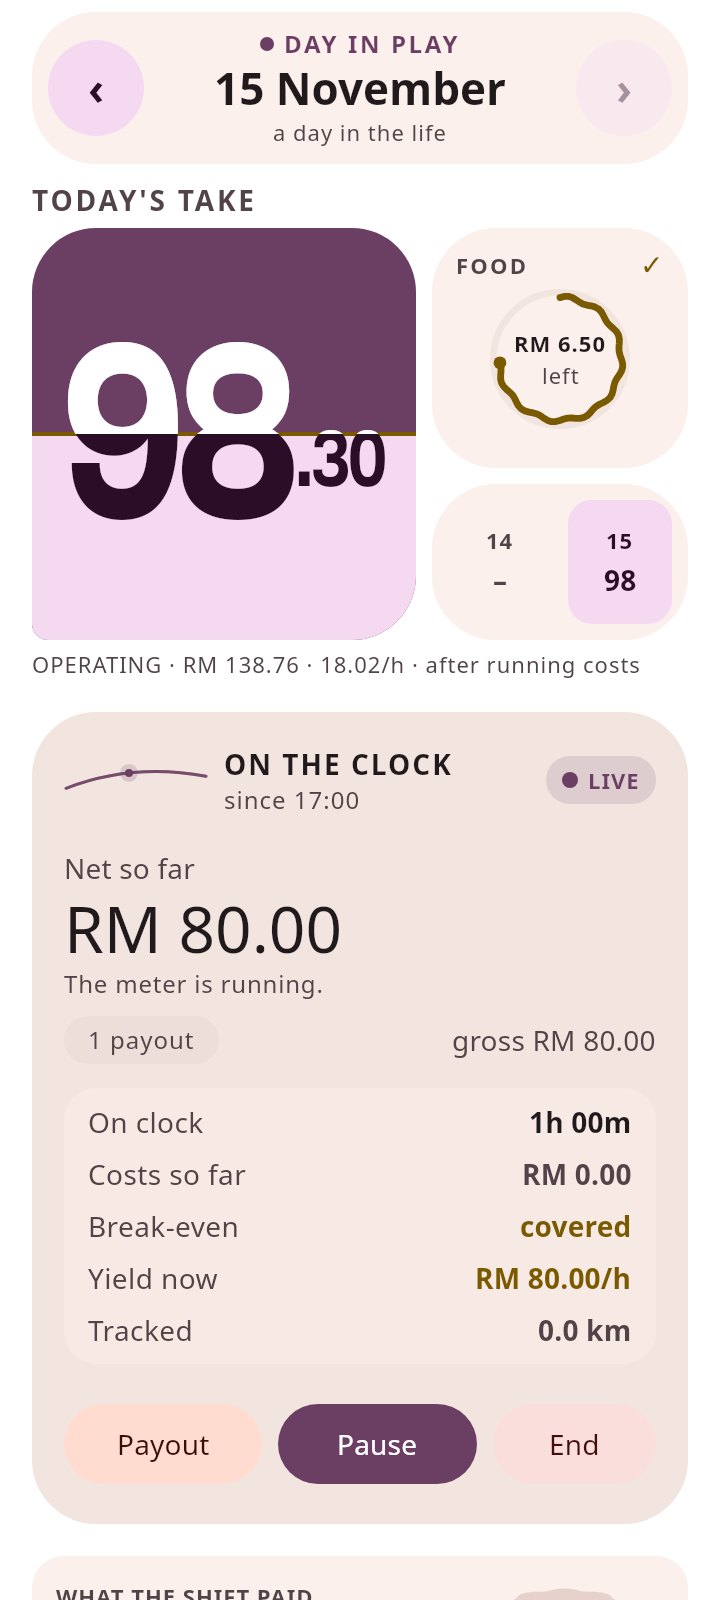 DAY IN PLAY
‹
15 November
›
a day in the life
TODAY'S TAKE
98.30
FOOD ✓
RM 6.50
left
14 15
– 98
OPERATING · RM 138.76 · 18.02/h · after running costs
ON THE CLOCK
since 17:00
LIVE
Net so far
RM 80.00
The meter is running.
1 payout gross RM 80.00
On clock 1h 00m
Costs so far RM 0.00
Break-even covered
Yield now RM 80.00/h
Tracked 0.0 km
Payout Pause End
WHAT THE SHIFT PAID